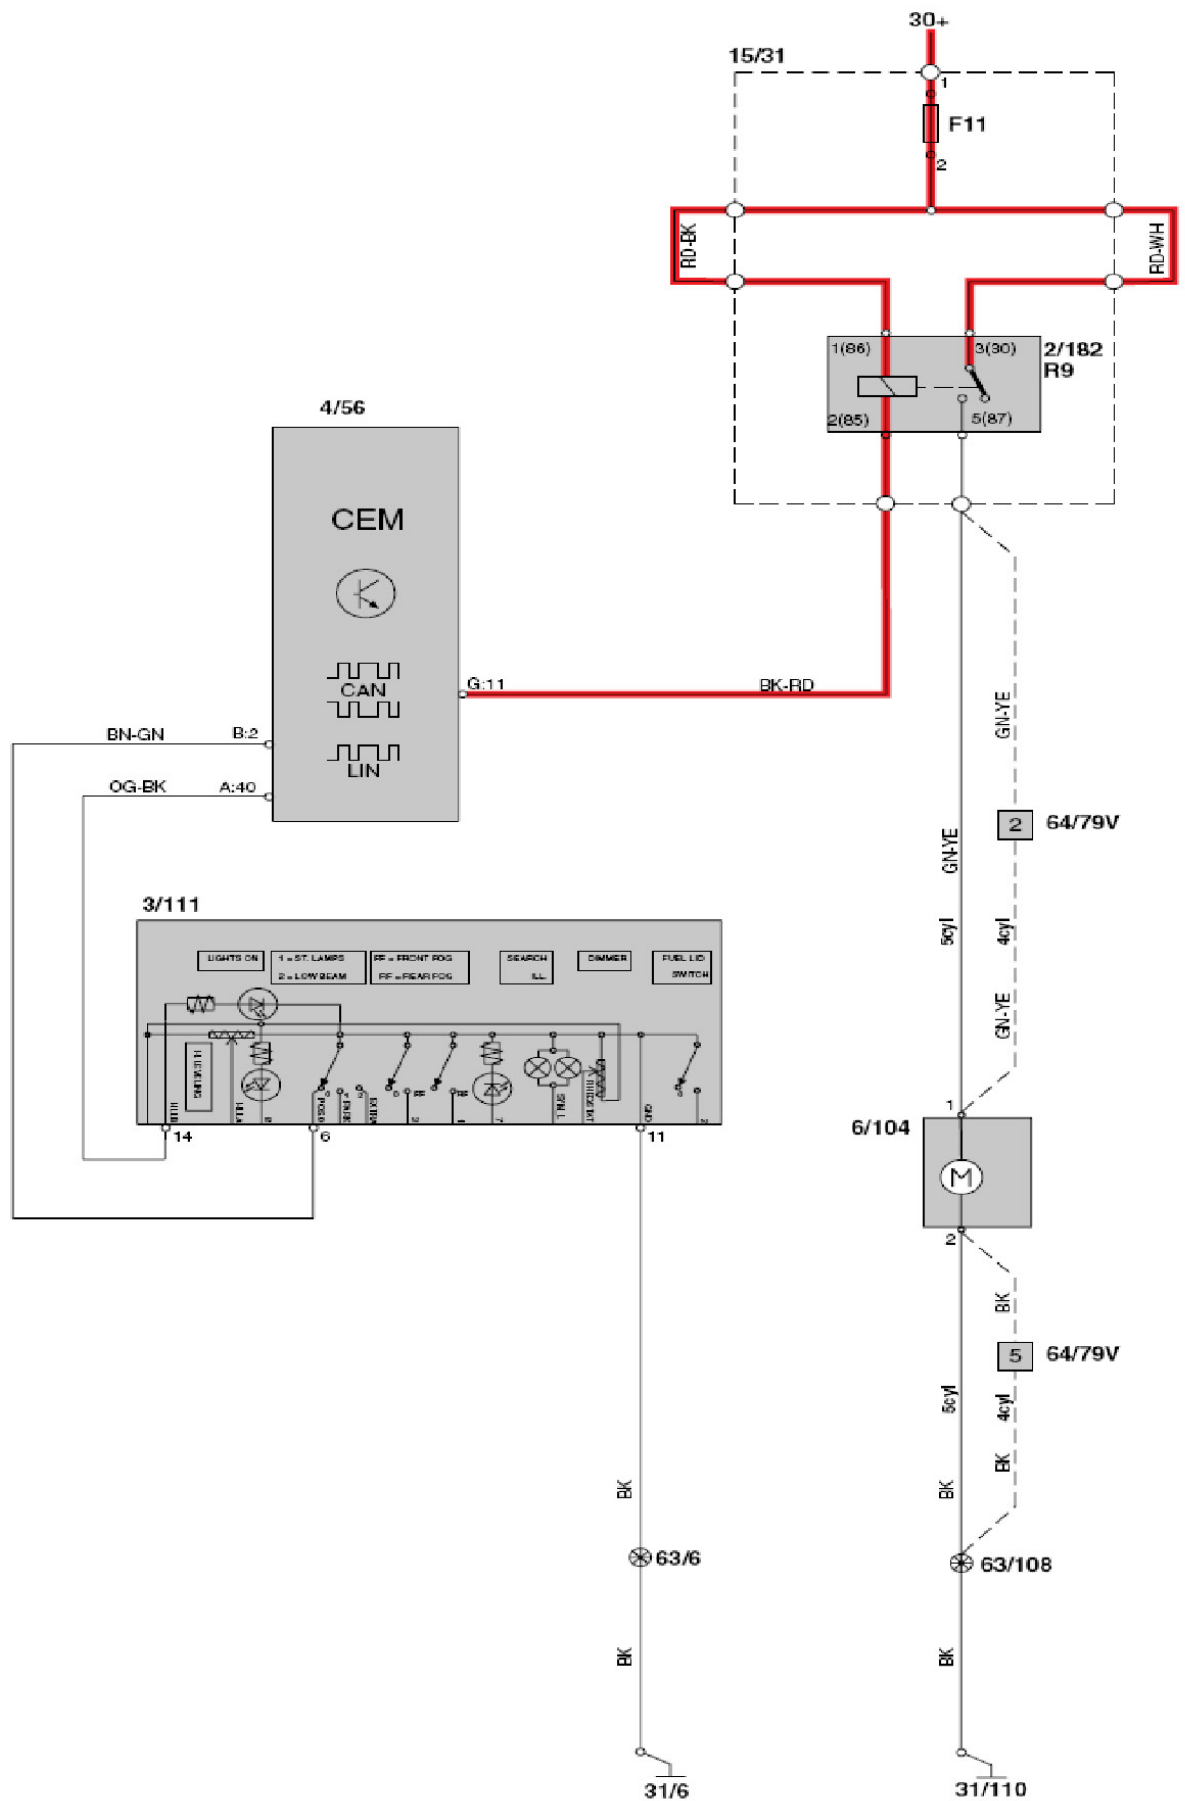 30+
15/31
1
F11
2
RD-BK
RD-WH
1(86)
3(30)
2/182
R9
2(85)
5(87)
4/56
CEM
CAN
LIN
G:11
BK-RD
BN-GN
B:2
OG-BK
A:40
GN-YE
2
64/79V
GN-YE
5cyl
4cyl
GN-YE
3/111
LIGHTS ON
1 = ST. LAMPS
2 = LOW BEAM
FF = FRONT FOG
RF = REAR FOG
SEARCH
ILL.
DIMMER
FUEL LID
SWITCH
RHEOSTAT
GND
14
6
11
1
6/104
M
2
BK
5
64/79V
5cyl
4cyl
BK
BK
BK
63/6
63/108
BK
BK
31/6
31/110